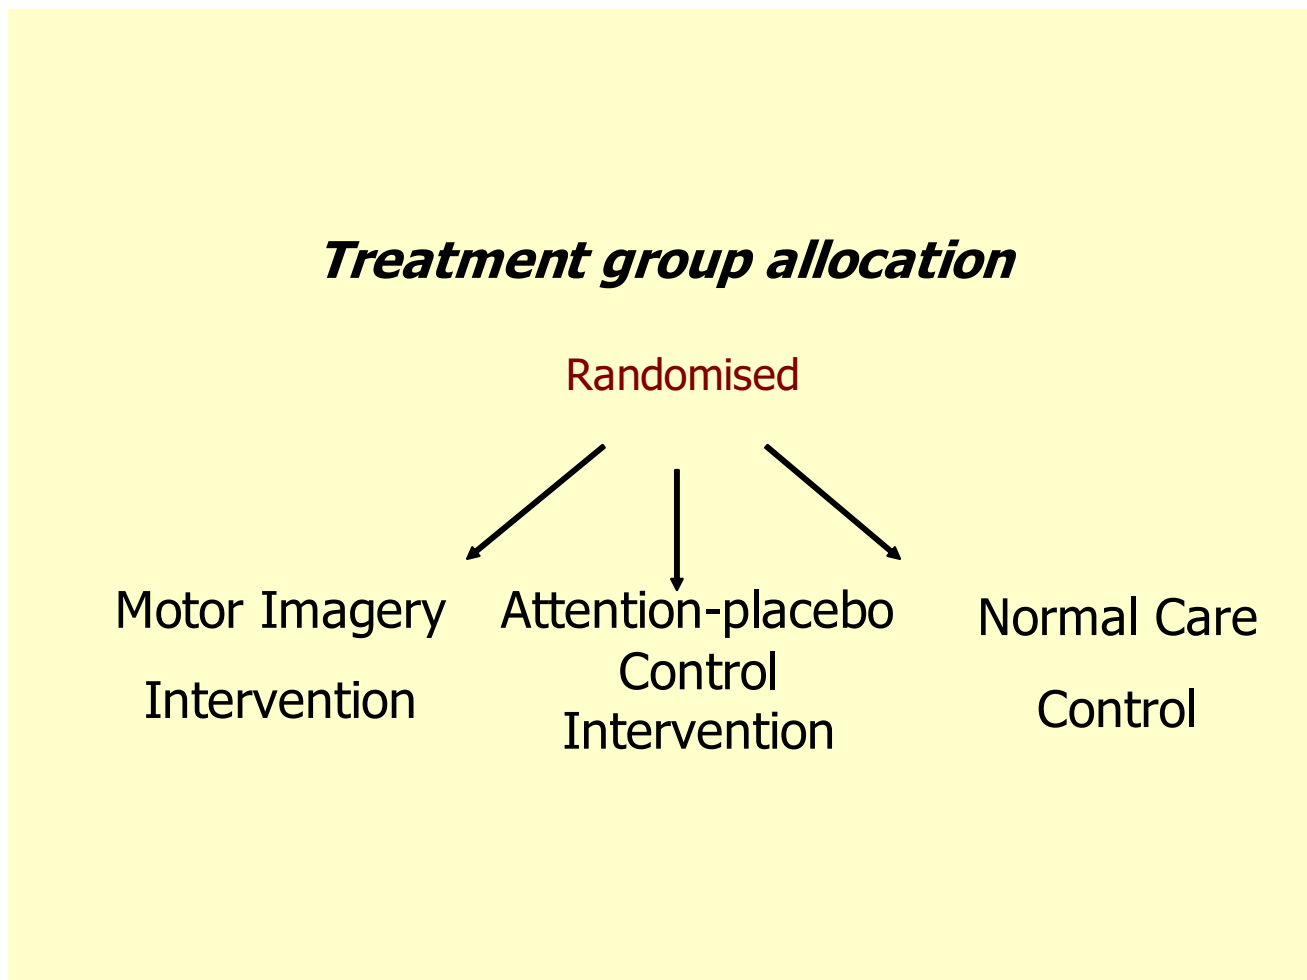 Treatment group allocation
Randomised
Motor Imagery
Intervention
Attention-placebo
Control
Intervention
Normal Care
Control